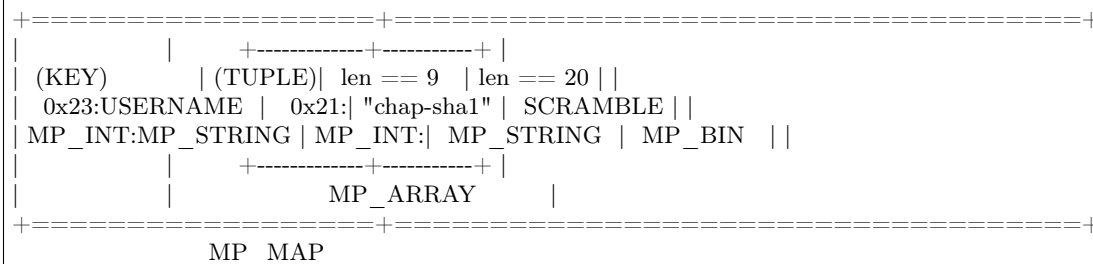 +==================+====================================+
| | +-------------+-----------+ |
| (KEY) | (TUPLE)| len == 9 | len == 20 | |
| 0x23:USERNAME | 0x21:| "chap-sha1" | SCRAMBLE | |
| MP_INT:MP_STRING | MP_INT:| MP_STRING | MP_BIN | |
| | +-------------+-----------+ |
| | MP_ARRAY |
+==================+====================================+
MP_MAP